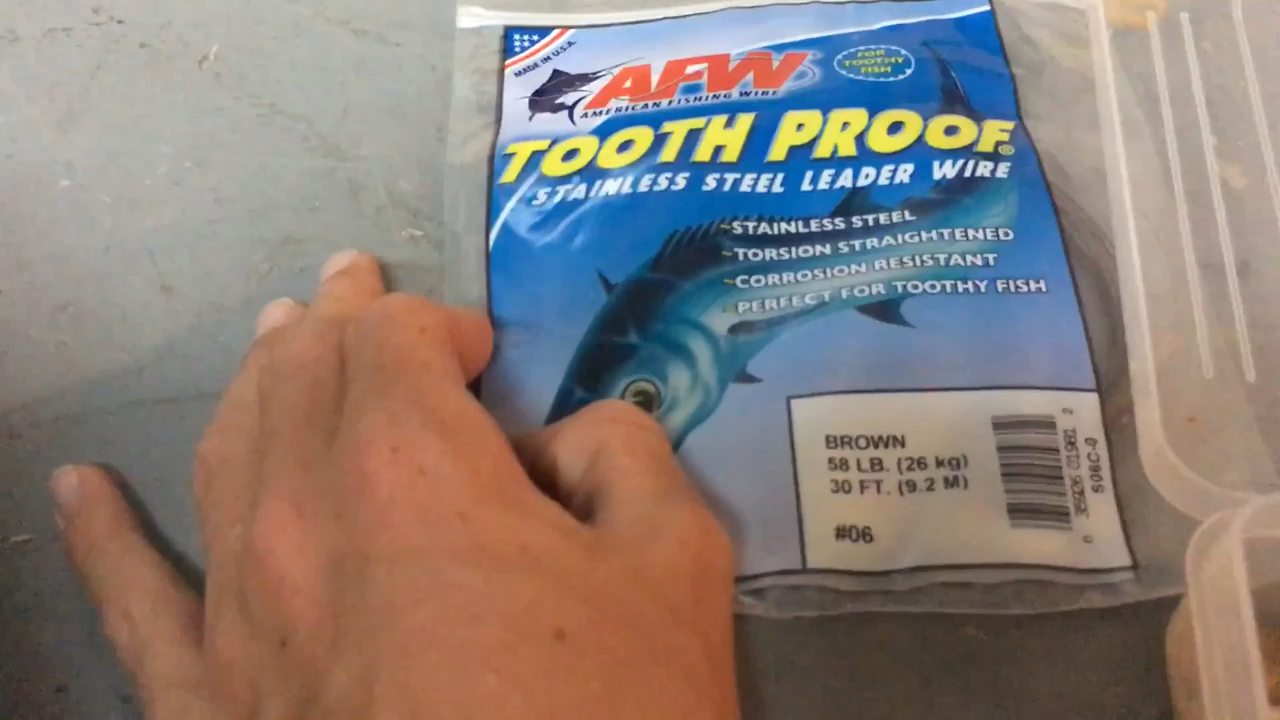 MADE IN U.S.A.
AFW
AMERICAN FISHING WIRE
FOR
TOOTHY
FISH
TOOTH PROOF®
STAINLESS STEEL LEADER WIRE
~STAINLESS STEEL
~TORSION STRAIGHTENED
~CORROSION RESISTANT
~PERFECT FOR TOOTHY FISH
BROWN
58 LB. (26 kg)
30 FT. (9.2 M)
#06
S06C-0